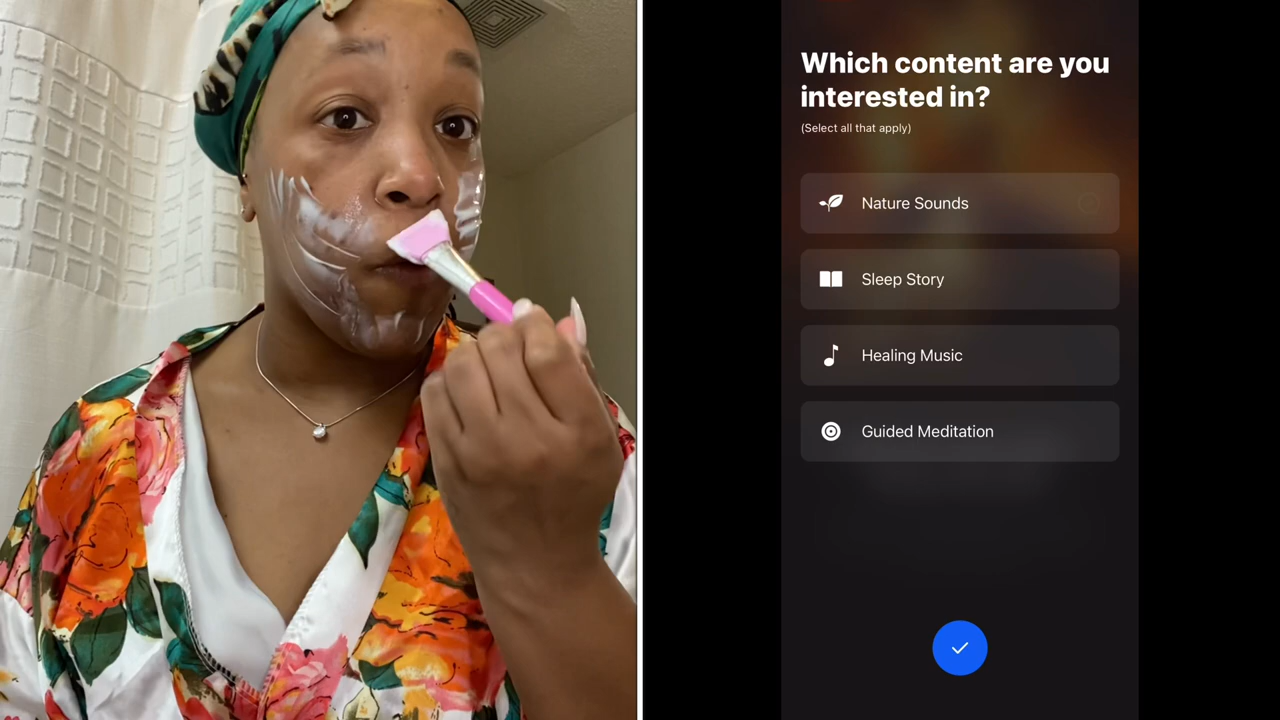 Which content are you
interested in?
(Select all that apply)
Nature Sounds
Sleep Story
Healing Music
Guided Meditation